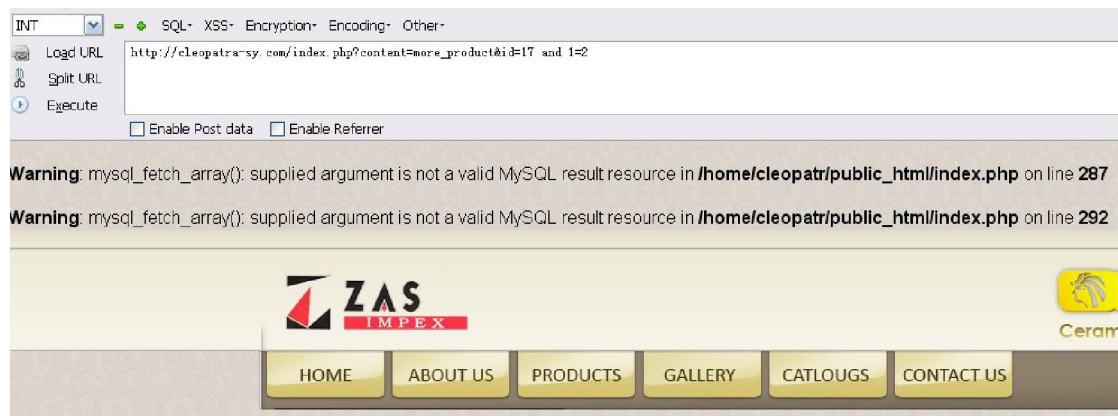 INT SQL- XSS- Encryption- Encoding- Other-
Load URL http://cleopatra-sy.com/index.php?content=more_product&id=17 and 1=2
Split URL
Execute
Enable Post data Enable Referrer
Warning: mysql_fetch_array(): supplied argument is not a valid MySQL result resource in /home/cleopatr/public_html/index.php on line 287
Warning: mysql_fetch_array(): supplied argument is not a valid MySQL result resource in /home/cleopatr/public_html/index.php on line 292
ZAS
IMPEX
Ceram
HOME ABOUT US PRODUCTS GALLERY CATLOUGS CONTACT US